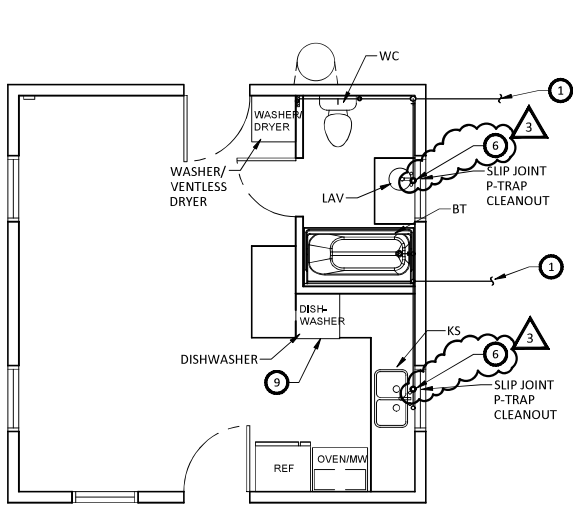 WC
1
3
WASHER/
DRYER
6
WASHER/
VENTLESS
DRYER
SLIP JOINT
P-TRAP
CLEANOUT
LAV
BT
1
DISH-
WASHER
KS
3
DISHWASHER
6
9
SLIP JOINT
P-TRAP
CLEANOUT
REF
OVEN/MW